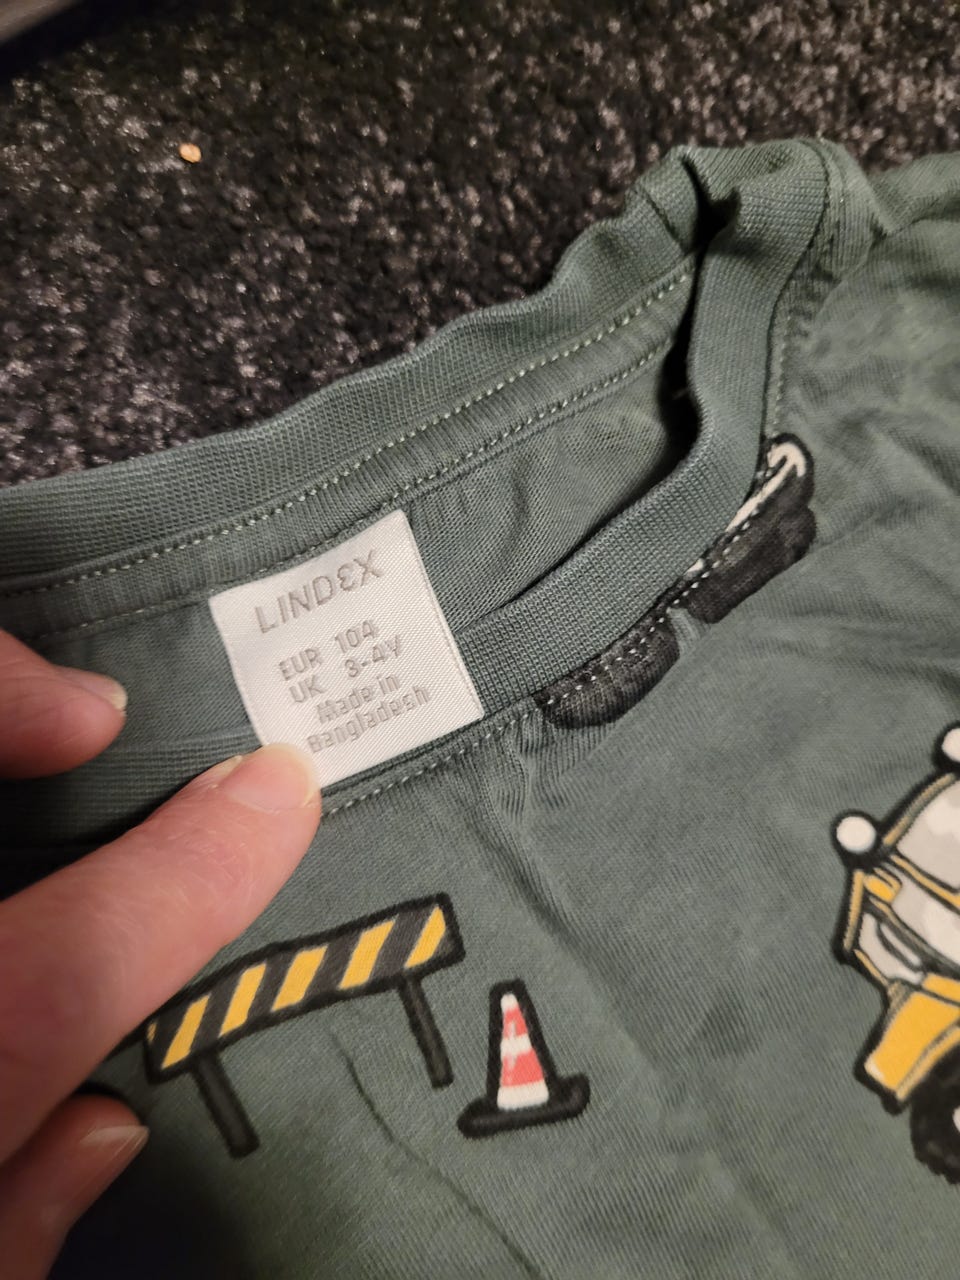 LINDEX
EUR 104
UK 3-4Y
Made in
Bangladesh